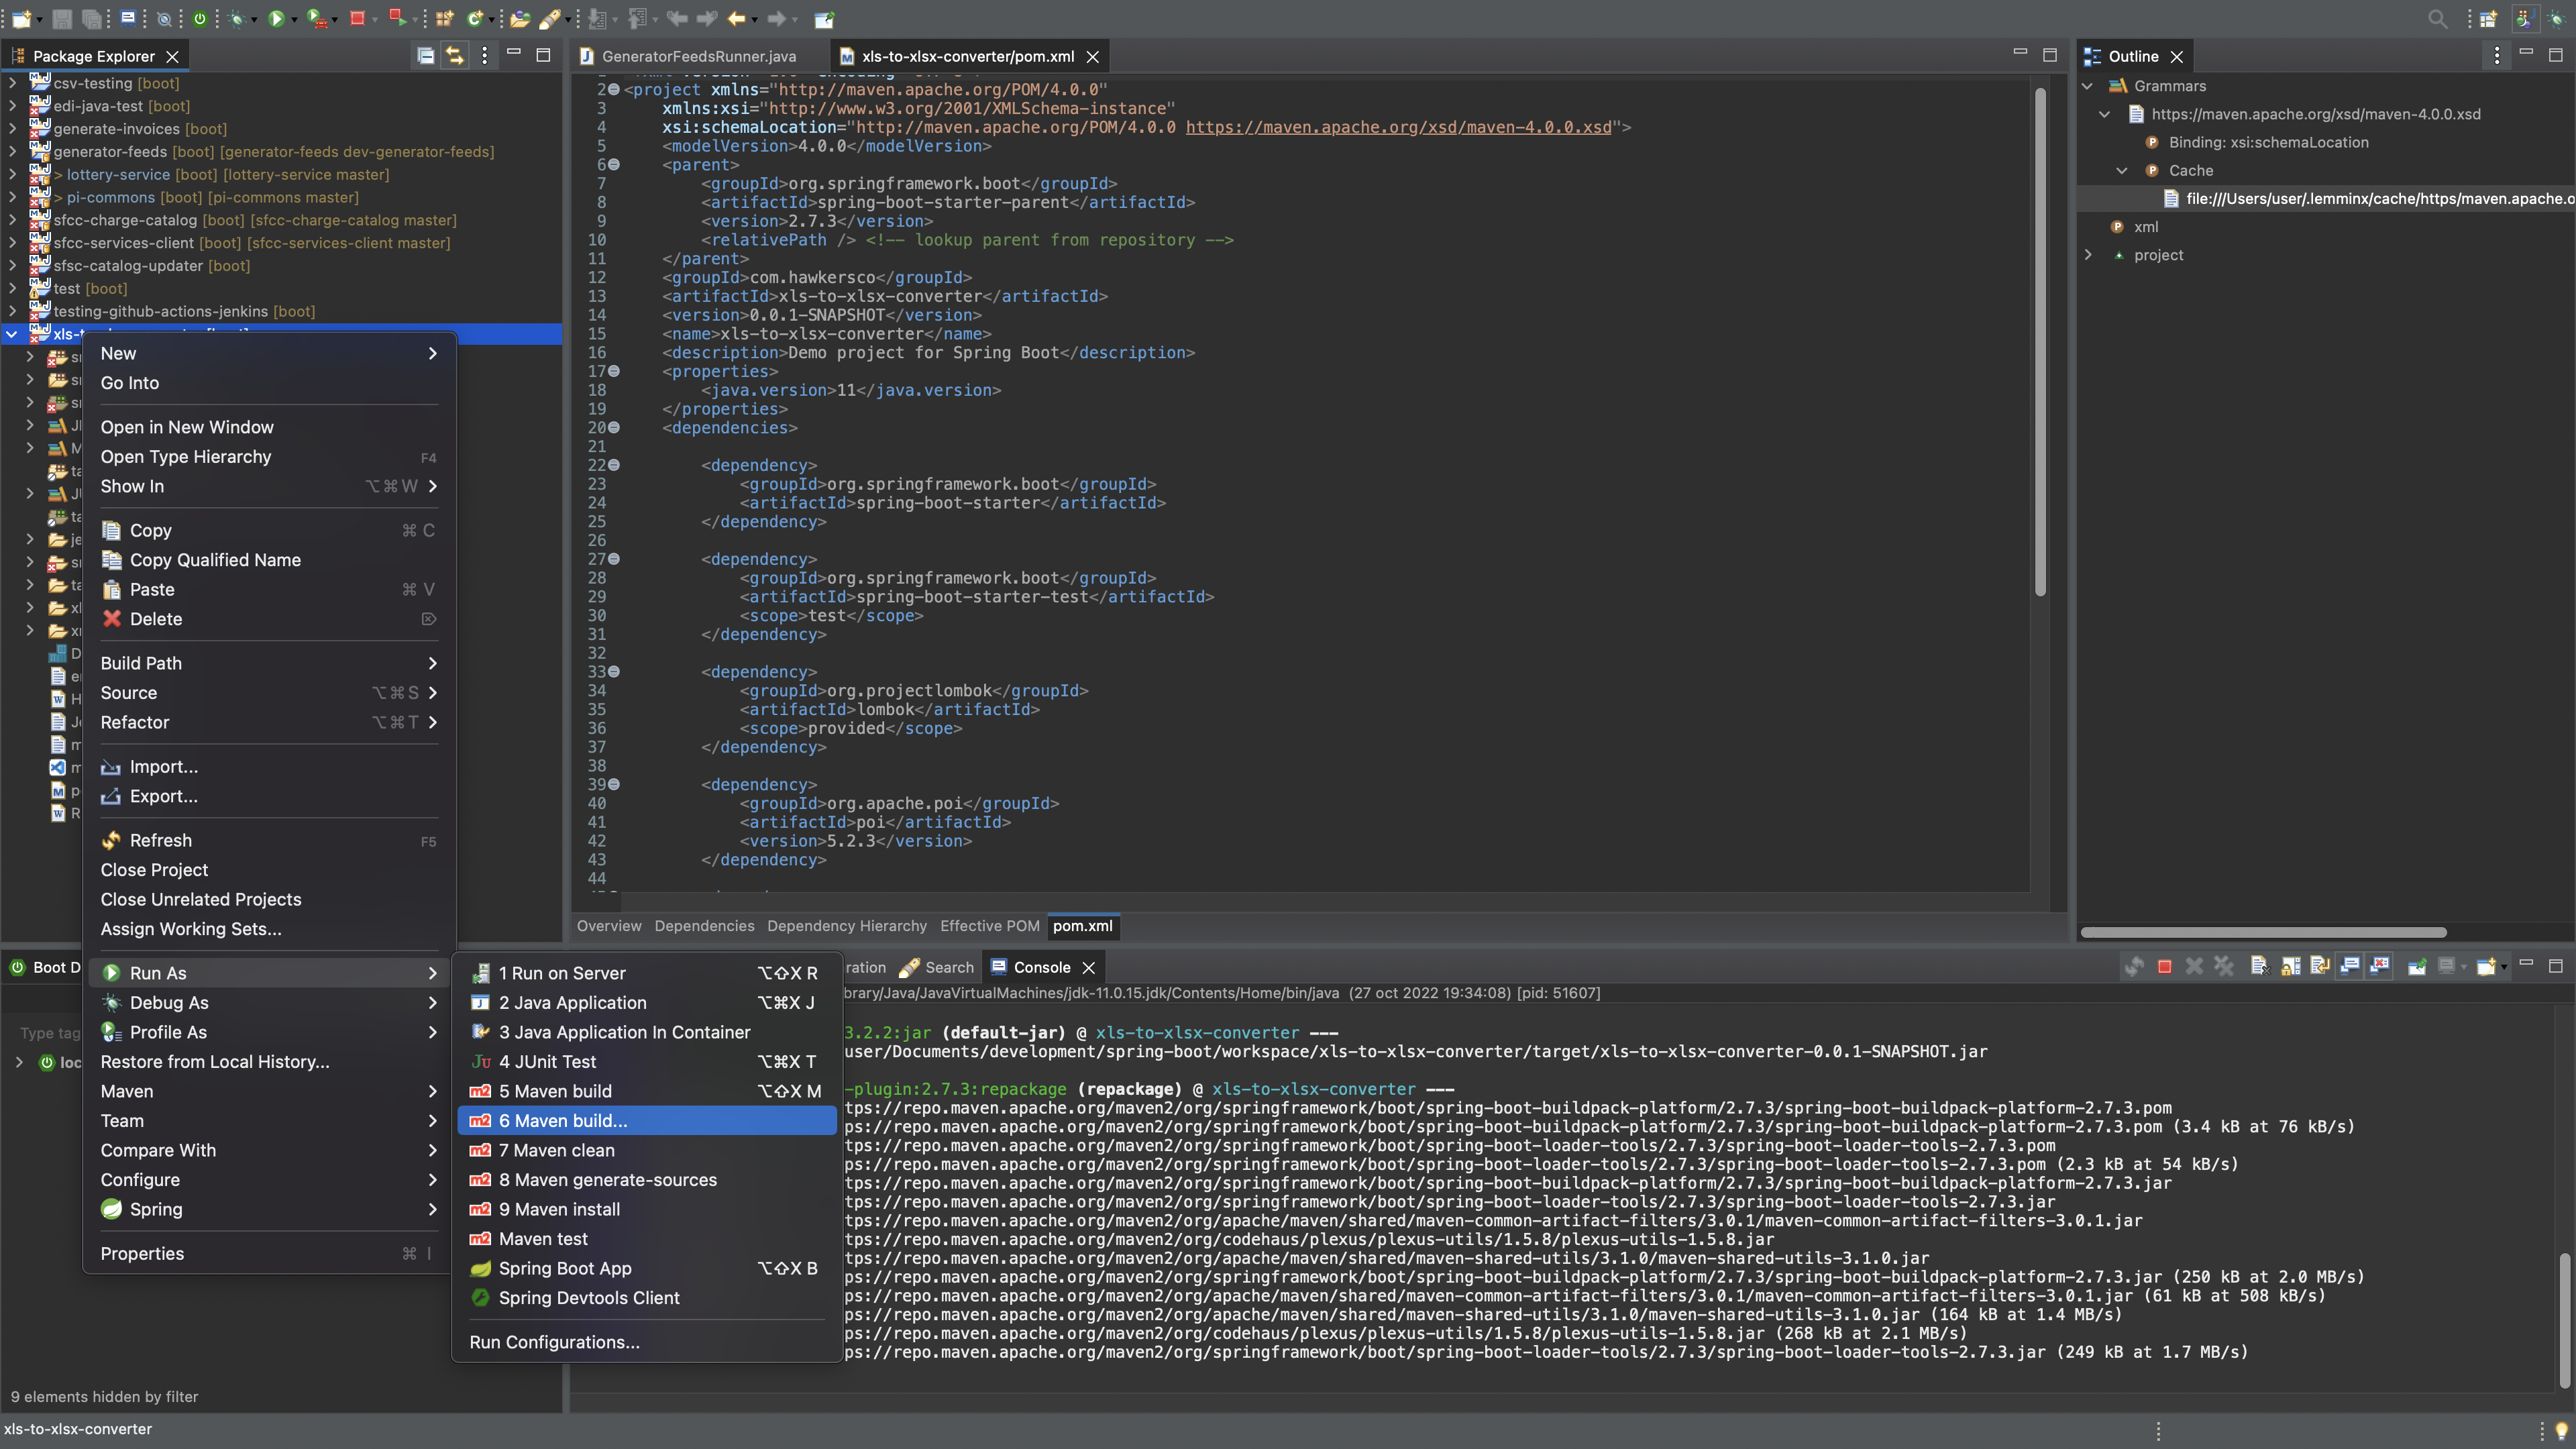 Package Explorer
csv-testing [boot]
edi-java-test [boot]
generate-invoices [boot]
generator-feeds [boot] [generator-feeds dev-generator-feeds]
> lottery-service [boot] [lottery-service master]
> pi-commons [boot] [pi-commons master]
sfcc-charge-catalog [boot] [sfcc-charge-catalog master]
sfcc-services-client [boot] [sfcc-services-client master]
sfsc-catalog-updater [boot]
test [boot]
testing-github-actions-jenkins [boot]
New
Go Into
Open in New Window
Open Type Hierarchy F4
Show In ⌥⌘W
Copy ⌘ C
Copy Qualified Name
Paste ⌘ V
Delete ⌦
Build Path
Source ⌥⌘S
Refactor ⌥⌘T
Import...
Export...
Refresh F5
Close Project
Close Unrelated Projects
Assign Working Sets...
Run As
Debug As
Profile As
Restore from Local History...
Maven
Team
Compare With
Configure
Spring
Properties ⌘ I
1 Run on Server ⌥⇧X R
2 Java Application ⌥⌘X J
3 Java Application In Container
4 JUnit Test ⌥⌘X T
5 Maven build ⌥⇧X M
6 Maven build...
7 Maven clean
8 Maven generate-sources
9 Maven install
Maven test
Spring Boot App ⌥⇧X B
Spring Devtools Client
Run Configurations...
Boot D
Type tag
loc
9 elements hidden by filter
xls-to-xlsx-converter
GeneratorFeedsRunner.java
xls-to-xlsx-converter/pom.xml
2 <project xmlns="http://maven.apache.org/POM/4.0.0"
3 xmlns:xsi="http://www.w3.org/2001/XMLSchema-instance"
4 xsi:schemaLocation="http://maven.apache.org/POM/4.0.0 https://maven.apache.org/xsd/maven-4.0.0.xsd">
5 <modelVersion>4.0.0</modelVersion>
6 <parent>
7 <groupId>org.springframework.boot</groupId>
8 <artifactId>spring-boot-starter-parent</artifactId>
9 <version>2.7.3</version>
10 <relativePath /> <!-- lookup parent from repository -->
11 </parent>
12 <groupId>com.hawkersco</groupId>
13 <artifactId>xls-to-xlsx-converter</artifactId>
14 <version>0.0.1-SNAPSHOT</version>
15 <name>xls-to-xlsx-converter</name>
16 <description>Demo project for Spring Boot</description>
17 <properties>
18 <java.version>11</java.version>
19 </properties>
20 <dependencies>
21
22 <dependency>
23 <groupId>org.springframework.boot</groupId>
24 <artifactId>spring-boot-starter</artifactId>
25 </dependency>
26
27 <dependency>
28 <groupId>org.springframework.boot</groupId>
29 <artifactId>spring-boot-starter-test</artifactId>
30 <scope>test</scope>
31 </dependency>
32
33 <dependency>
34 <groupId>org.projectlombok</groupId>
35 <artifactId>lombok</artifactId>
36 <scope>provided</scope>
37 </dependency>
38
39 <dependency>
40 <groupId>org.apache.poi</groupId>
41 <artifactId>poi</artifactId>
42 <version>5.2.3</version>
43 </dependency>
44
Overview Dependencies Dependency Hierarchy Effective POM pom.xml
ration Search Console
brary/Java/JavaVirtualMachines/jdk-11.0.15.jdk/Contents/Home/bin/java (27 oct 2022 19:34:08) [pid: 51607]
3.2.2:jar (default-jar) @ xls-to-xlsx-converter ---
user/Documents/development/spring-boot/workspace/xls-to-xlsx-converter/target/xls-to-xlsx-converter-0.0.1-SNAPSHOT.jar
-plugin:2.7.3:repackage (repackage) @ xls-to-xlsx-converter ---
tps://repo.maven.apache.org/maven2/org/springframework/boot/spring-boot-buildpack-platform/2.7.3/spring-boot-buildpack-platform-2.7.3.pom
ps://repo.maven.apache.org/maven2/org/springframework/boot/spring-boot-buildpack-platform/2.7.3/spring-boot-buildpack-platform-2.7.3.pom (3.4 kB at 76 kB/s)
tps://repo.maven.apache.org/maven2/org/springframework/boot/spring-boot-loader-tools/2.7.3/spring-boot-loader-tools-2.7.3.pom
ps://repo.maven.apache.org/maven2/org/springframework/boot/spring-boot-loader-tools/2.7.3/spring-boot-loader-tools-2.7.3.pom (2.3 kB at 54 kB/s)
tps://repo.maven.apache.org/maven2/org/springframework/boot/spring-boot-buildpack-platform/2.7.3/spring-boot-buildpack-platform-2.7.3.jar
tps://repo.maven.apache.org/maven2/org/springframework/boot/spring-boot-loader-tools/2.7.3/spring-boot-loader-tools-2.7.3.jar
tps://repo.maven.apache.org/maven2/org/apache/maven/shared/maven-common-artifact-filters/3.0.1/maven-common-artifact-filters-3.0.1.jar
tps://repo.maven.apache.org/maven2/org/codehaus/plexus/plexus-utils/1.5.8/plexus-utils-1.5.8.jar
tps://repo.maven.apache.org/maven2/org/apache/maven/shared/maven-shared-utils/3.1.0/maven-shared-utils-3.1.0.jar
ps://repo.maven.apache.org/maven2/org/springframework/boot/spring-boot-buildpack-platform/2.7.3/spring-boot-buildpack-platform-2.7.3.jar (250 kB at 2.0 MB/s)
ps://repo.maven.apache.org/maven2/org/apache/maven/shared/maven-common-artifact-filters/3.0.1/maven-common-artifact-filters-3.0.1.jar (61 kB at 508 kB/s)
ps://repo.maven.apache.org/maven2/org/apache/maven/shared/maven-shared-utils/3.1.0/maven-shared-utils-3.1.0.jar (164 kB at 1.4 MB/s)
ps://repo.maven.apache.org/maven2/org/codehaus/plexus/plexus-utils/1.5.8/plexus-utils-1.5.8.jar (268 kB at 2.1 MB/s)
ps://repo.maven.apache.org/maven2/org/springframework/boot/spring-boot-loader-tools/2.7.3/spring-boot-loader-tools-2.7.3.jar (249 kB at 1.7 MB/s)
Outline
Grammars
https://maven.apache.org/xsd/maven-4.0.0.xsd
Binding: xsi:schemaLocation
Cache
file:///Users/user/.lemminx/cache/https/maven.apache.o
xml
project